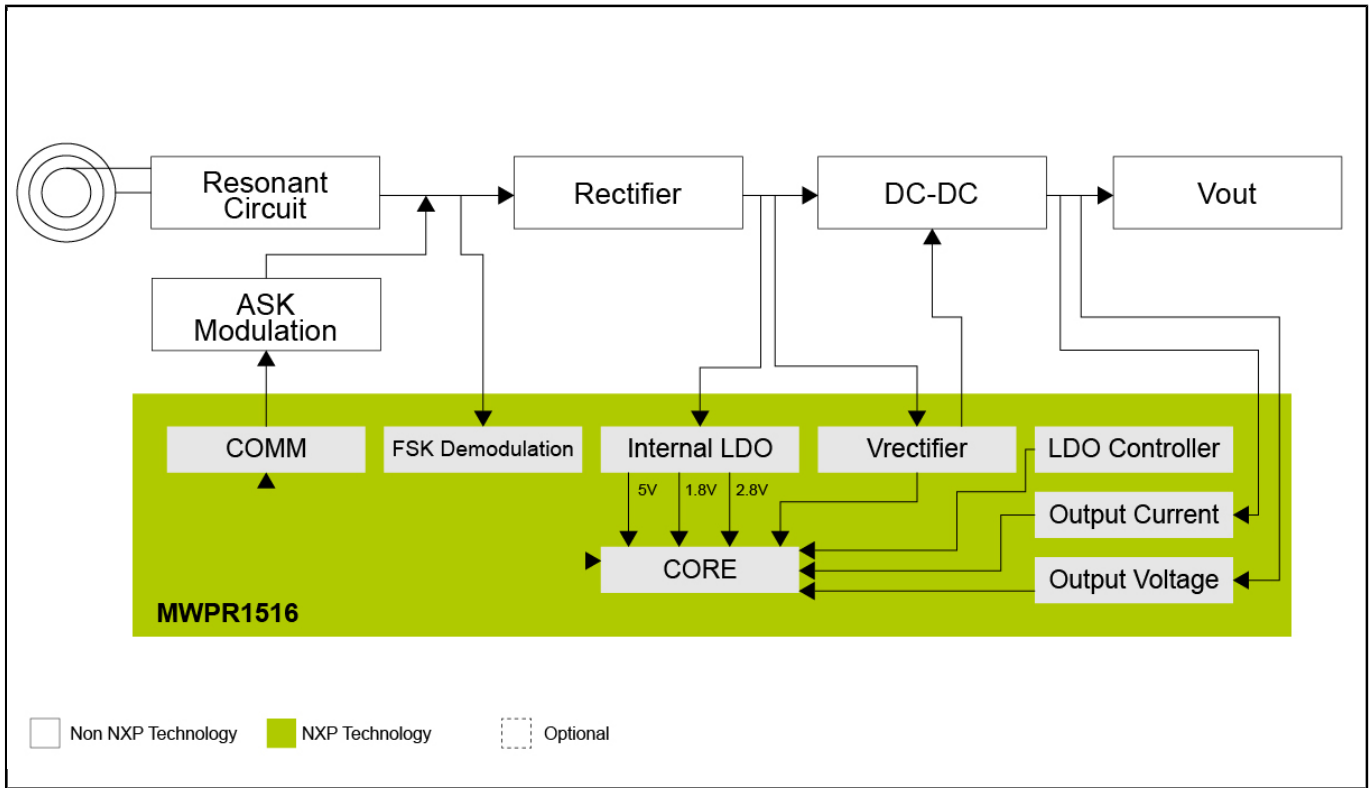 Resonant
Circuit
Rectifier
DC-DC
Vout
ASK
Modulation
COMM
FSK Demodulation
Internal LDO
Vrectifier
LDO Controller
5V
1.8V
2.8V
Output Current
CORE
Output Voltage
MWPR1516
Non NXP Technology
NXP Technology
Optional